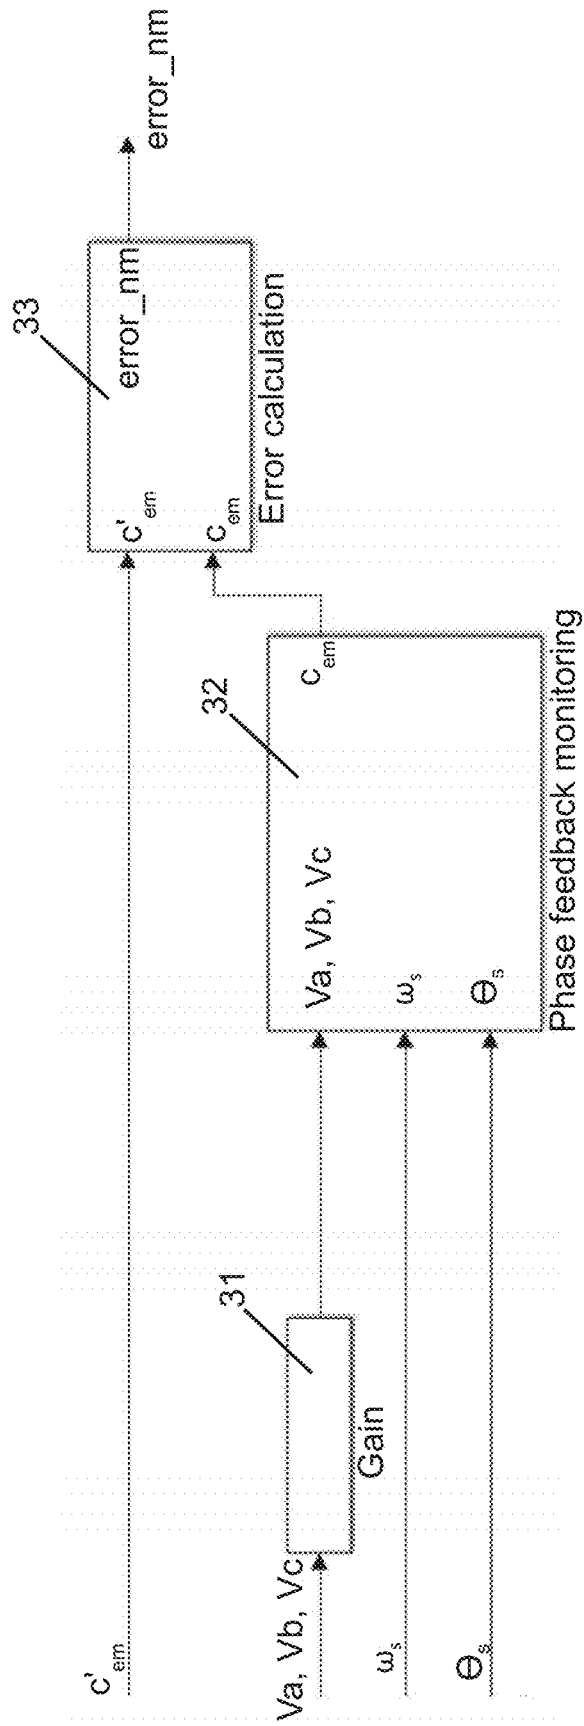 c'em
Va, Vb, Vc
ωs
Θs
31
Gain
Va, Vb, Vc
ωs
Θs
cem
32
Phase feedback monitoring
c'em
cem
error_nm
33
Error calculation
error_nm